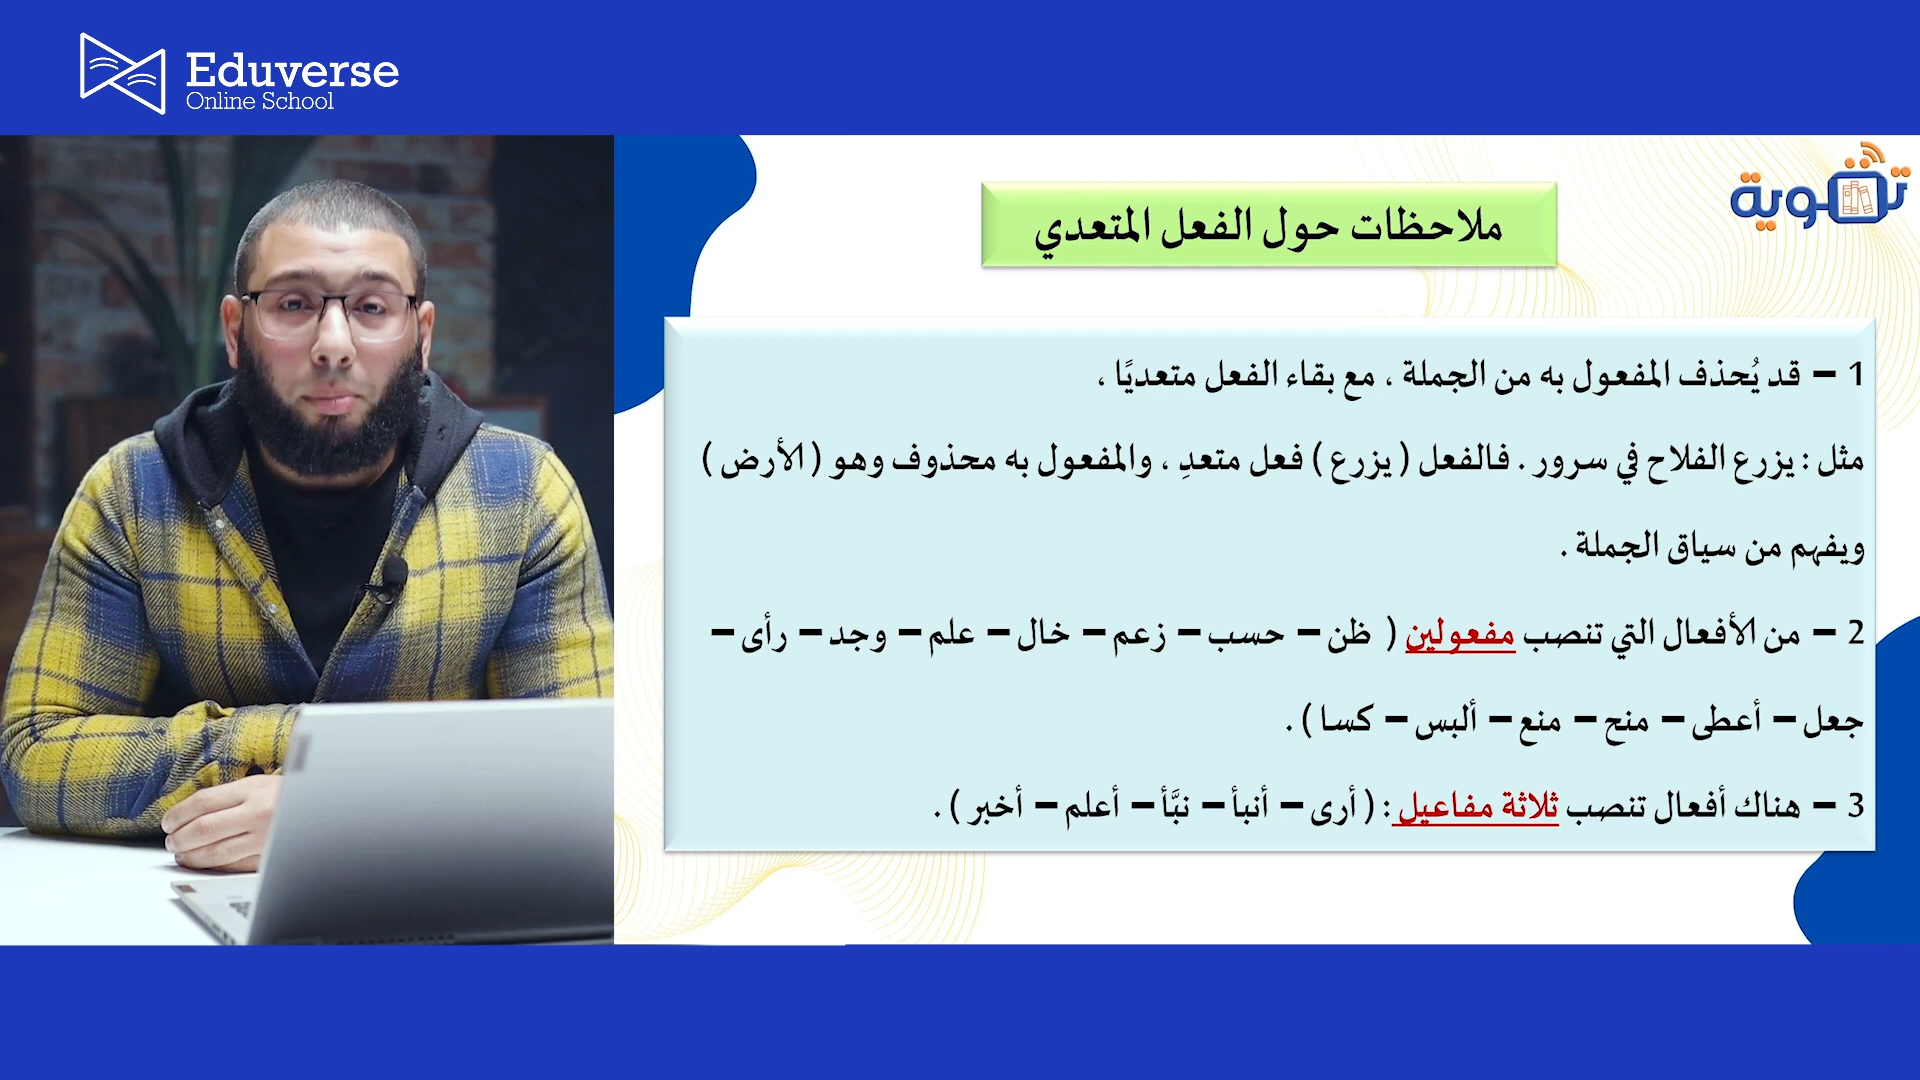 Eduverse
Online School
تقوية
ملاحظات حول الفعل المتعدي
1 – قد يُحذف المفعول به من الجملة ، مع بقاء الفعل متعديًا ،
مثل : يزرع الفلاح في سرور . فالفعل ( يزرع ) فعل متعدِ ، والمفعول به محذوف وهو ( الأرض )
ويفهم من سياق الجملة .
2 – من الأفعال التي تنصب مفعولين ( ظن – حسب – زعم – خال – علم – وجد – رأى –
جعل – أعطى – منح – منع – ألبس – كسا ) .
3 – هناك أفعال تنصب ثلاثة مفاعيل : ( أرى – أنبأ – نبَّأ – أعلم – أخبر ) .